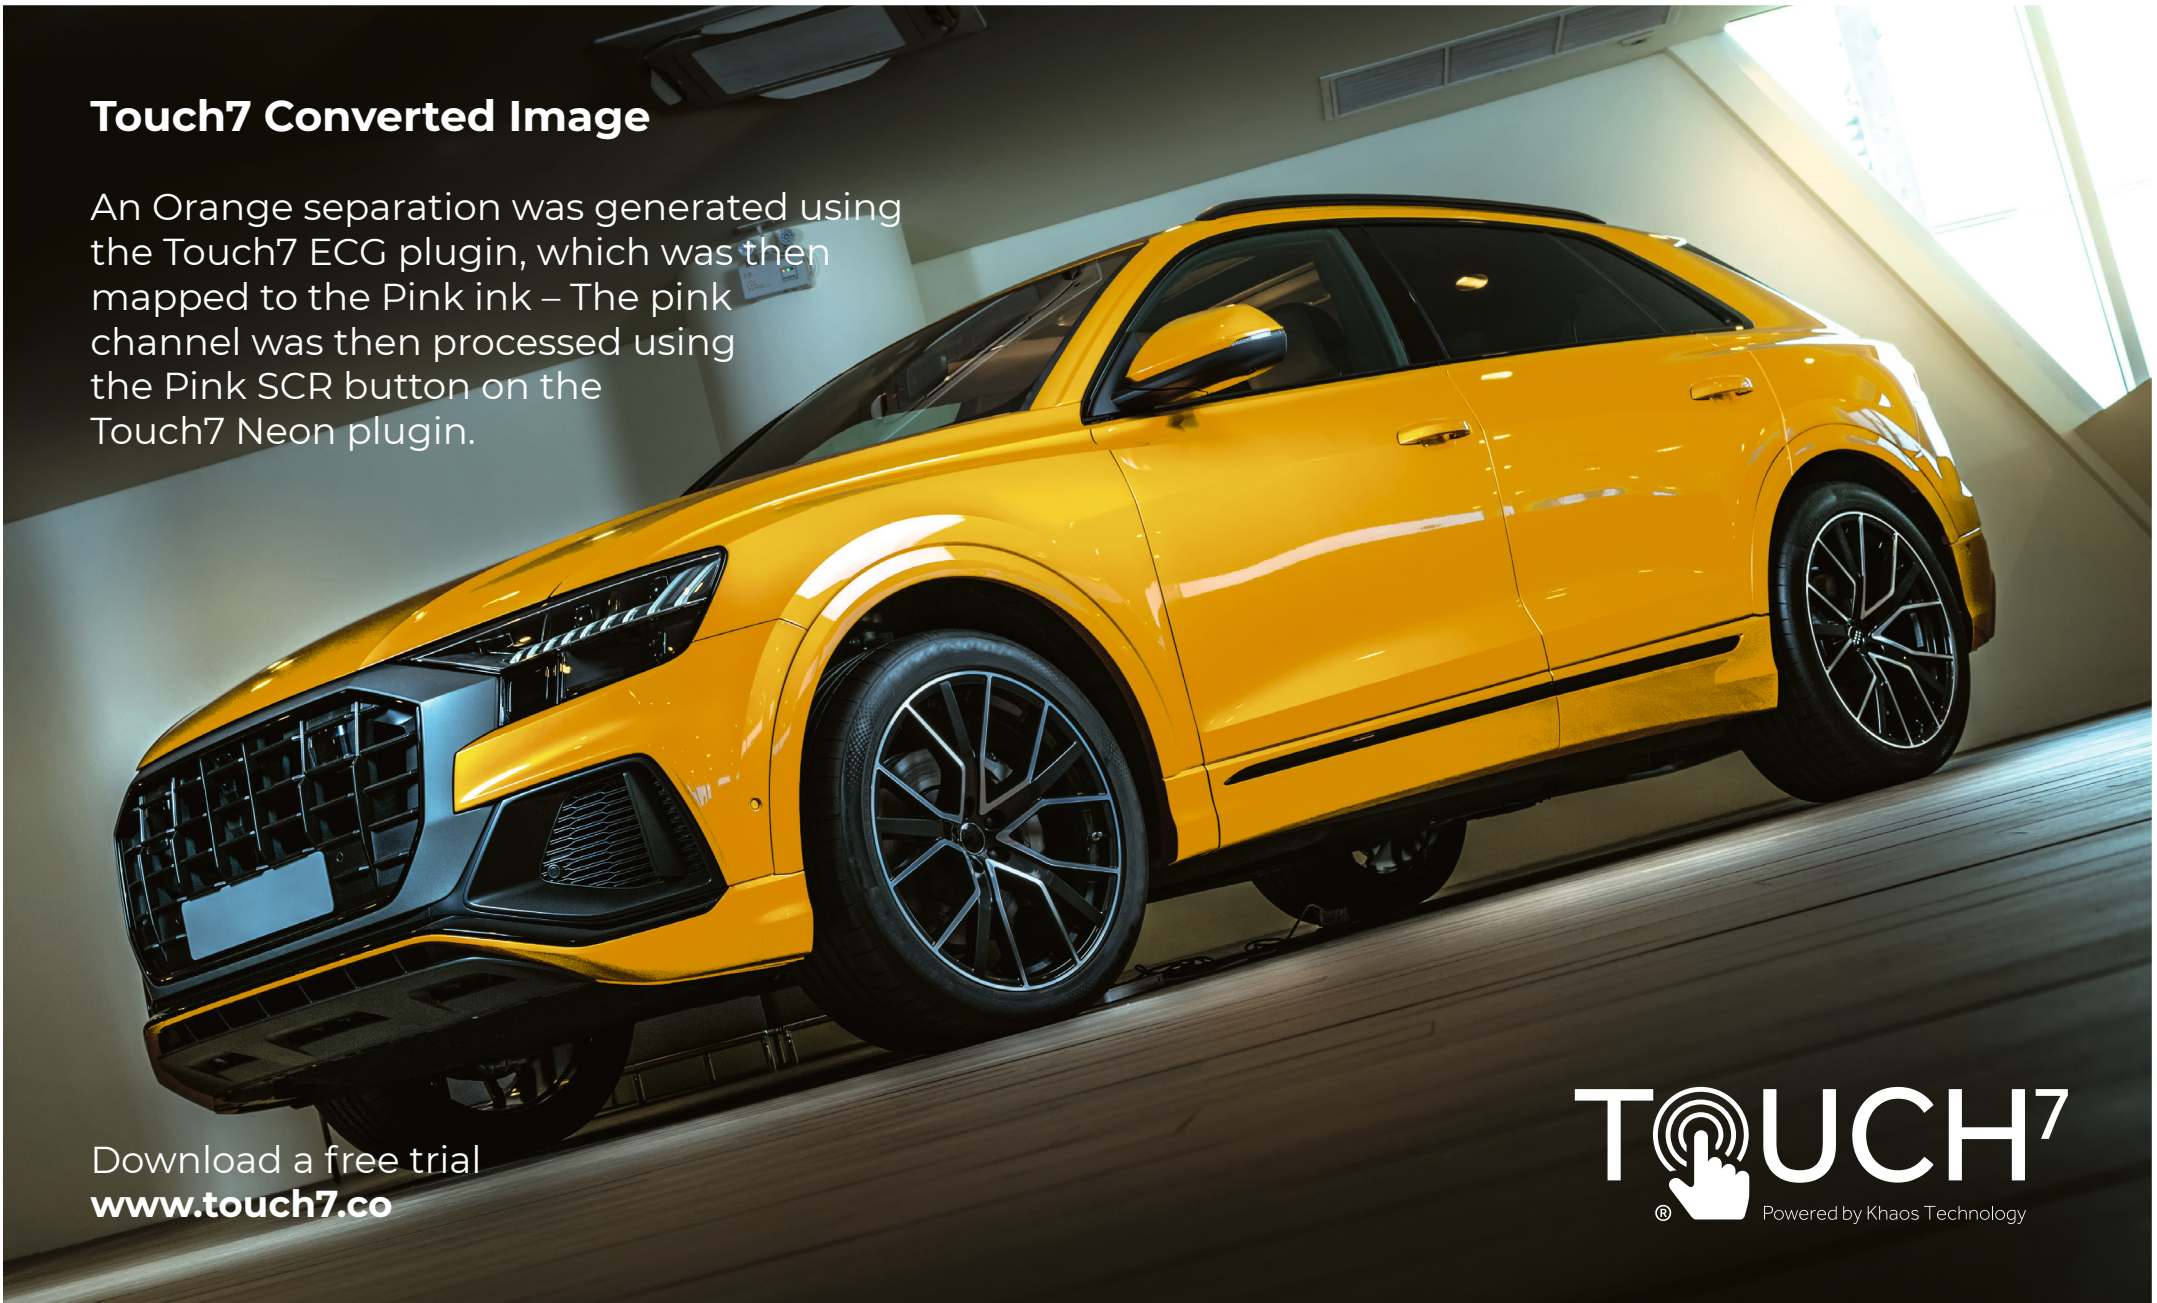 Touch7 Converted Image
An Orange separation was generated using
the Touch7 ECG plugin, which was then
mapped to the Pink ink – The pink
channel was then processed using
the Pink SCR button on the
Touch7 Neon plugin.
Download a free trial
www.touch7.co
TOUCH7
® Powered by Khaos Technology